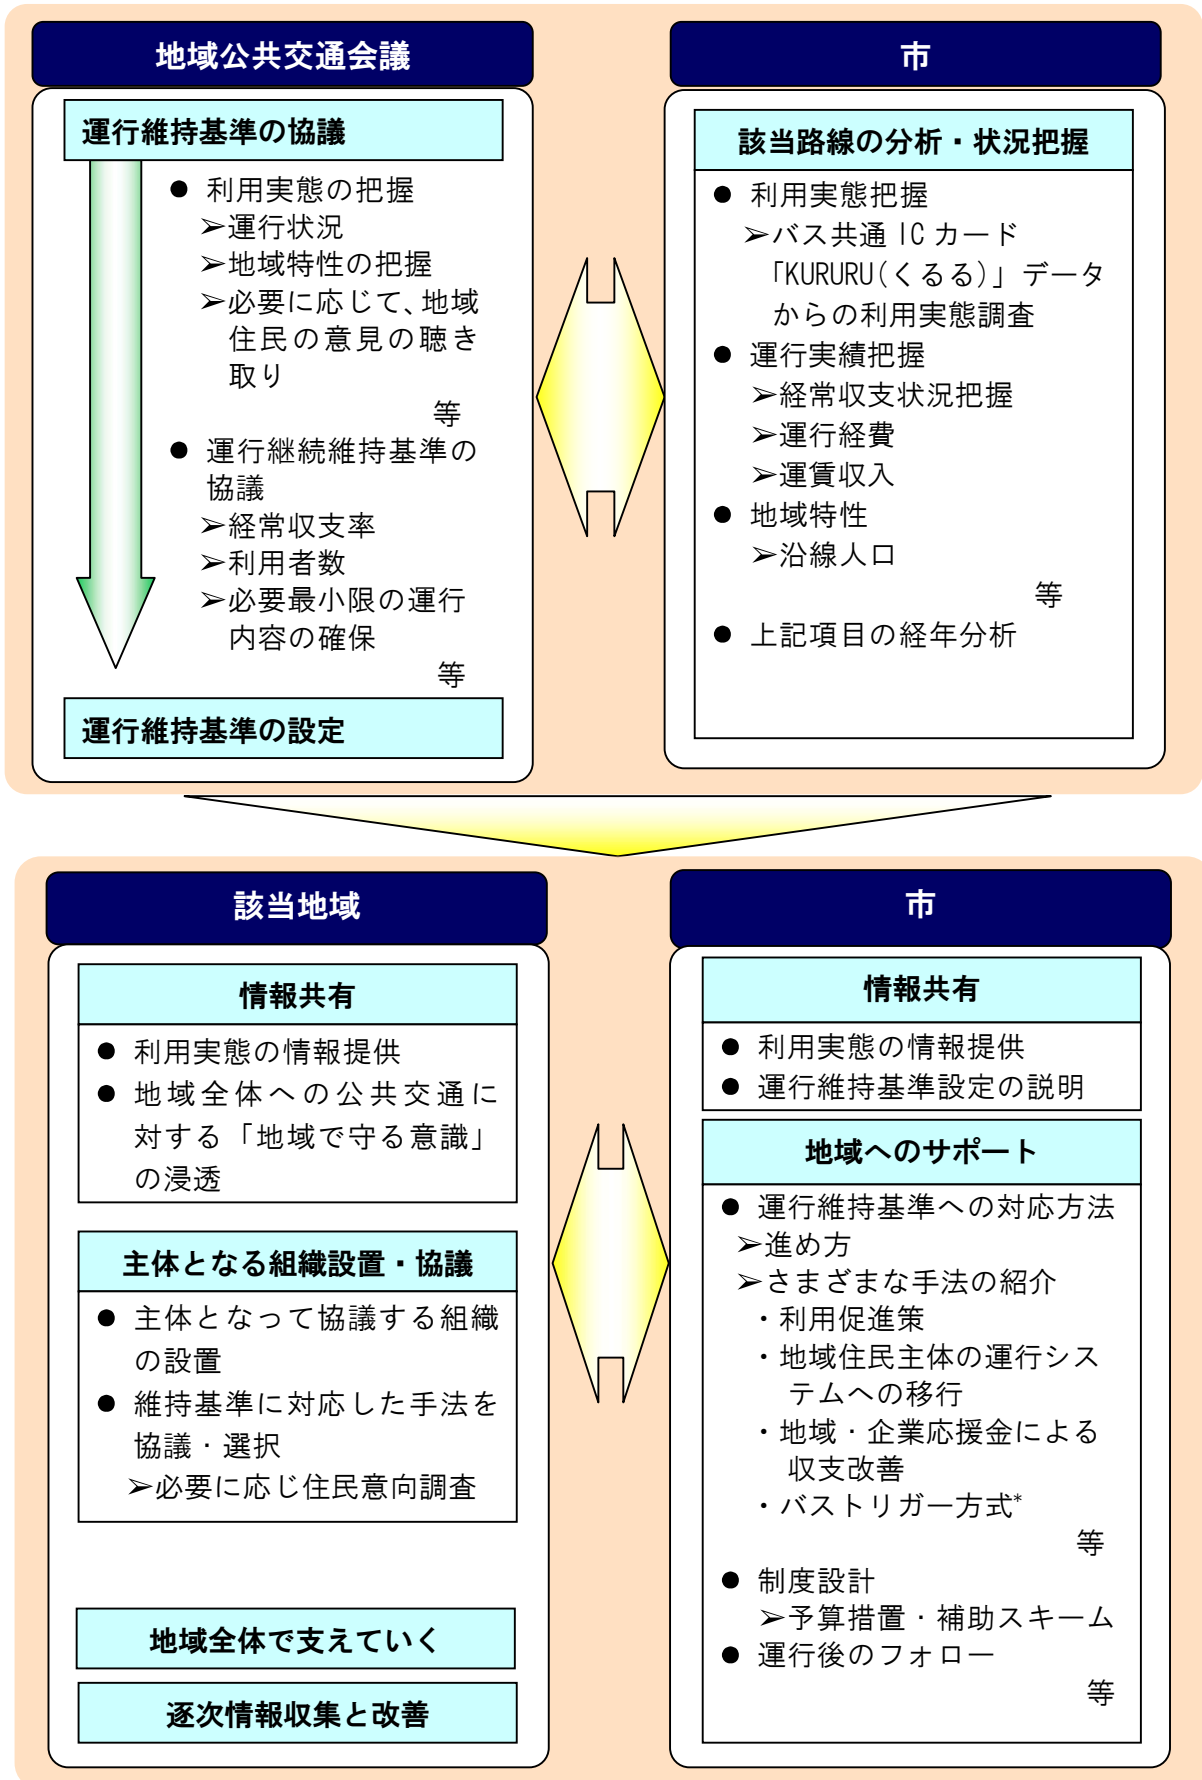 地域公共交通会議
運行維持基準の協議
● 利用実態の把握
➢運行状況
➢地域特性の把握
➢必要に応じて、地域
住民の意見の聴き
取り
等
● 運行継続維持基準の
協議
➢経常収支率
➢利用者数
➢必要最小限の運行
内容の確保
等
運行維持基準の設定
市
該当路線の分析・状況把握
● 利用実態把握
➢バス共通 IC カード
「KURURU(くるる)」データ
からの利用実態調査
● 運行実績把握
➢経常収支状況把握
➢運行経費
➢運賃収入
● 地域特性
➢沿線人口
等
● 上記項目の経年分析
該当地域
情報共有
● 利用実態の情報提供
● 地域全体への公共交通に
対する「地域で守る意識」
の浸透
主体となる組織設置・協議
● 主体となって協議する組織
の設置
● 維持基準に対応した手法を
協議・選択
➢必要に応じ住民意向調査
地域全体で支えていく
逐次情報収集と改善
市
情報共有
● 利用実態の情報提供
● 運行維持基準設定の説明
地域へのサポート
● 運行維持基準への対応方法
➢進め方
➢さまざまな手法の紹介
・利用促進策
・地域住民主体の運行シス
テムへの移行
・地域・企業応援金による
収支改善
・バストリガー方式*
等
● 制度設計
➢予算措置・補助スキーム
● 運行後のフォロー
等